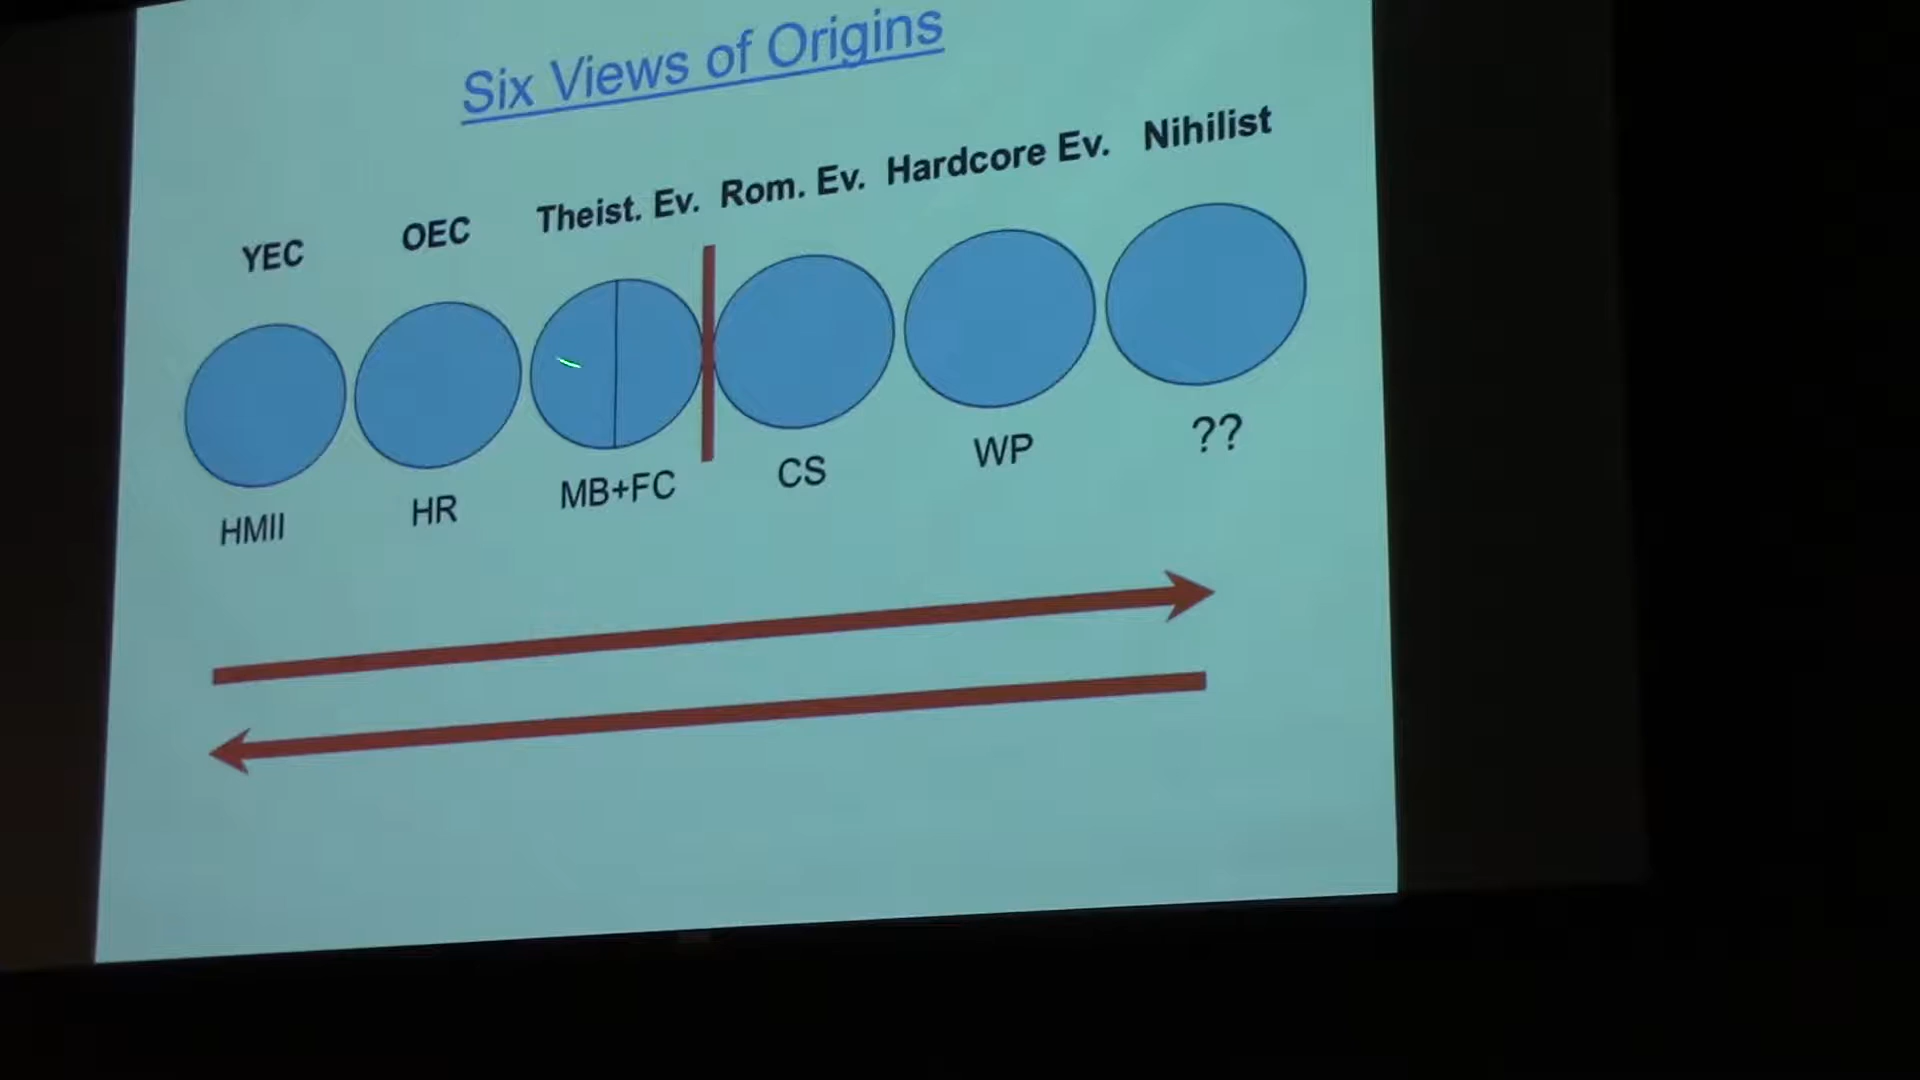 Six Views of Origins
YEC OEC Theist. Ev. Rom. Ev. Hardcore Ev. Nihilist
HMII HR MB+FC CS WP ??